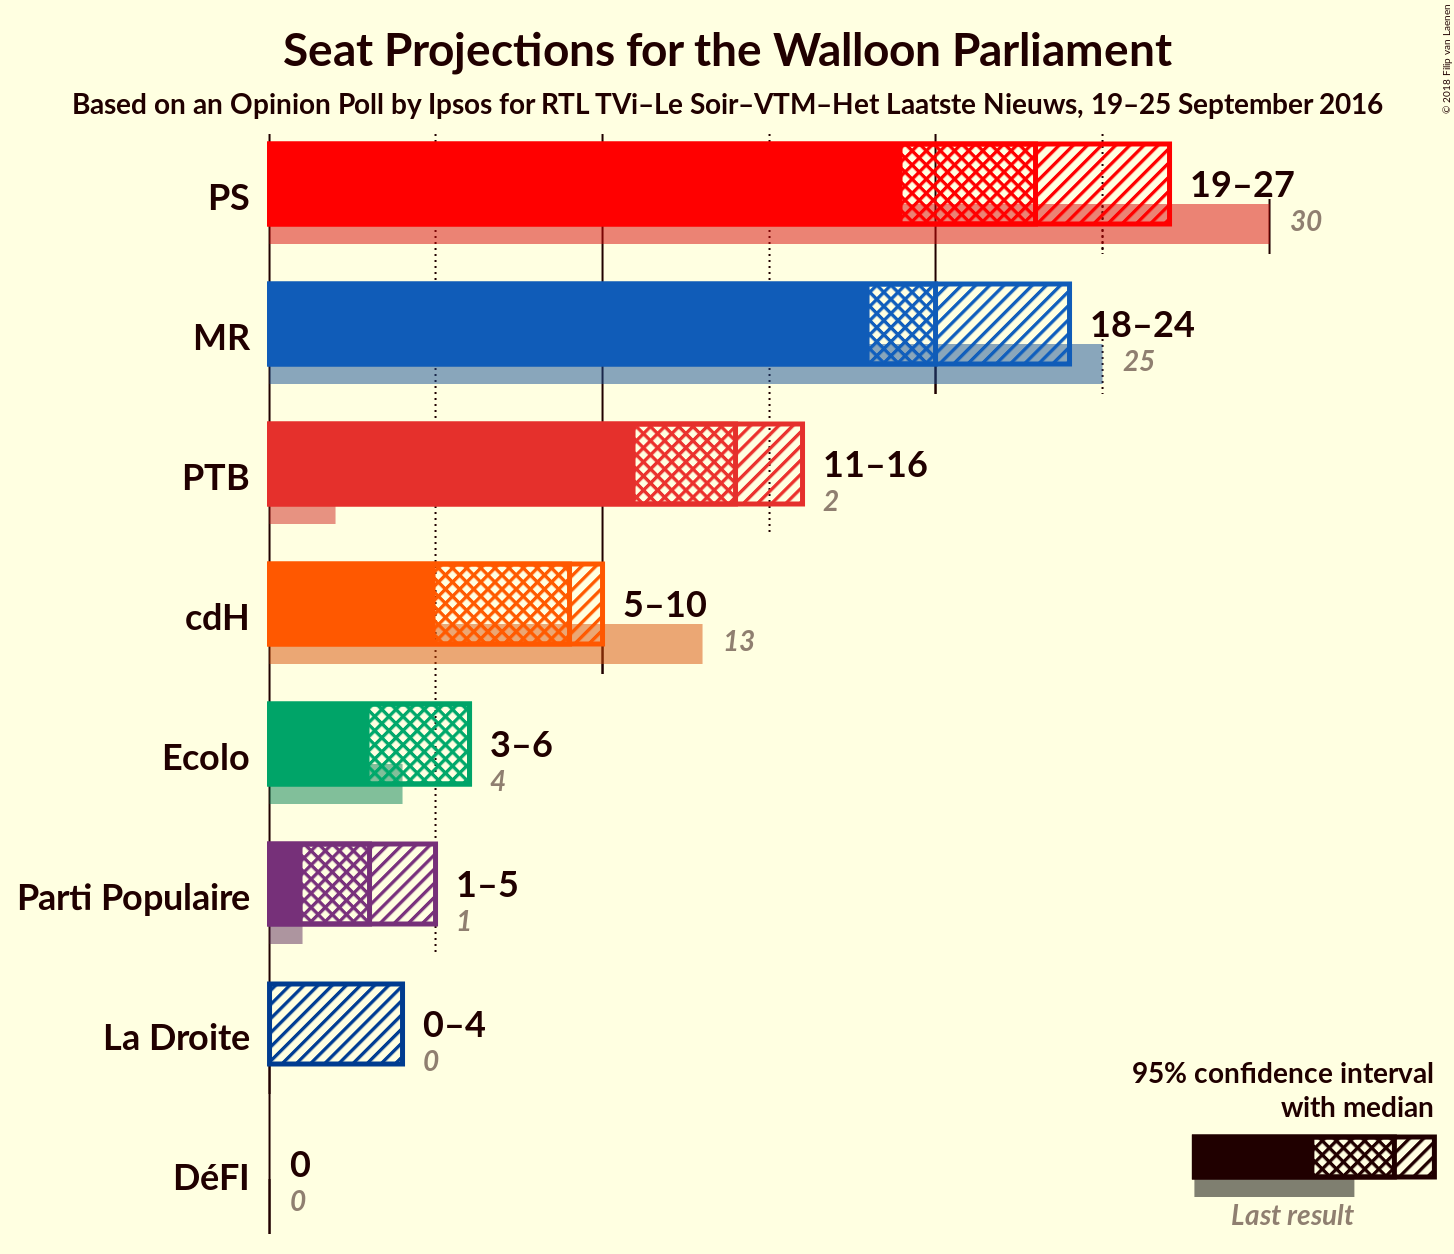 Seat Projections for the Walloon Parliament
Based on an Opinion Poll by Ipsos for RTL TVi–Le Soir–VTM–Het Laatste Nieuws, 19–25 September 2016
© 2018 Filip van Laenen
PS
19–27
30
MR
18–24
25
PTB
11–16
2
cdH
5–10
13
Ecolo
3–6
4
Parti Populaire
1–5
1
La Droite
0–4
0
DéFI
0
0
95% confidence interval
with median
Last result